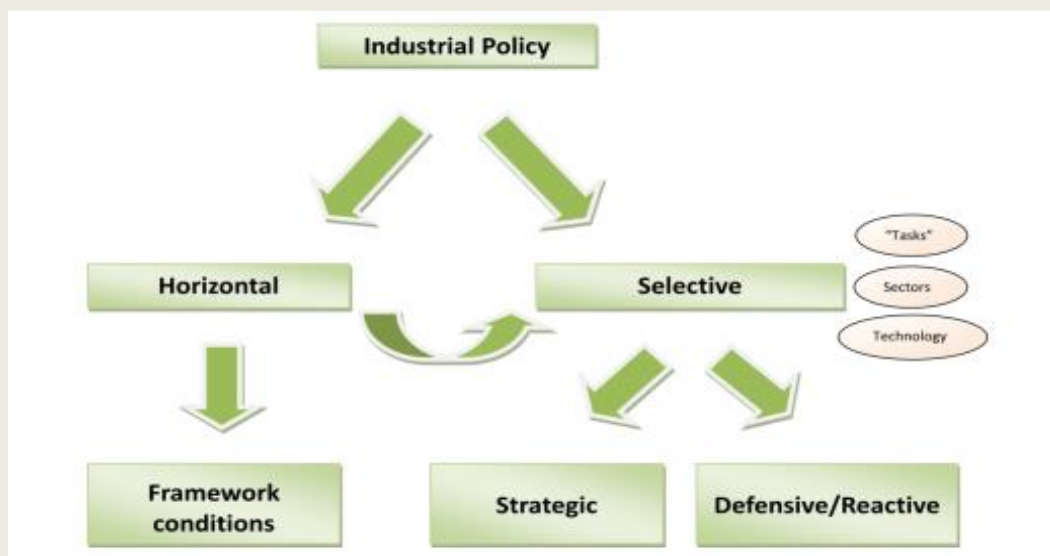 Industrial Policy
"Tasks"
Horizontal
Selective
Sectors
Technology
Framework
conditions
Strategic
Defensive/Reactive